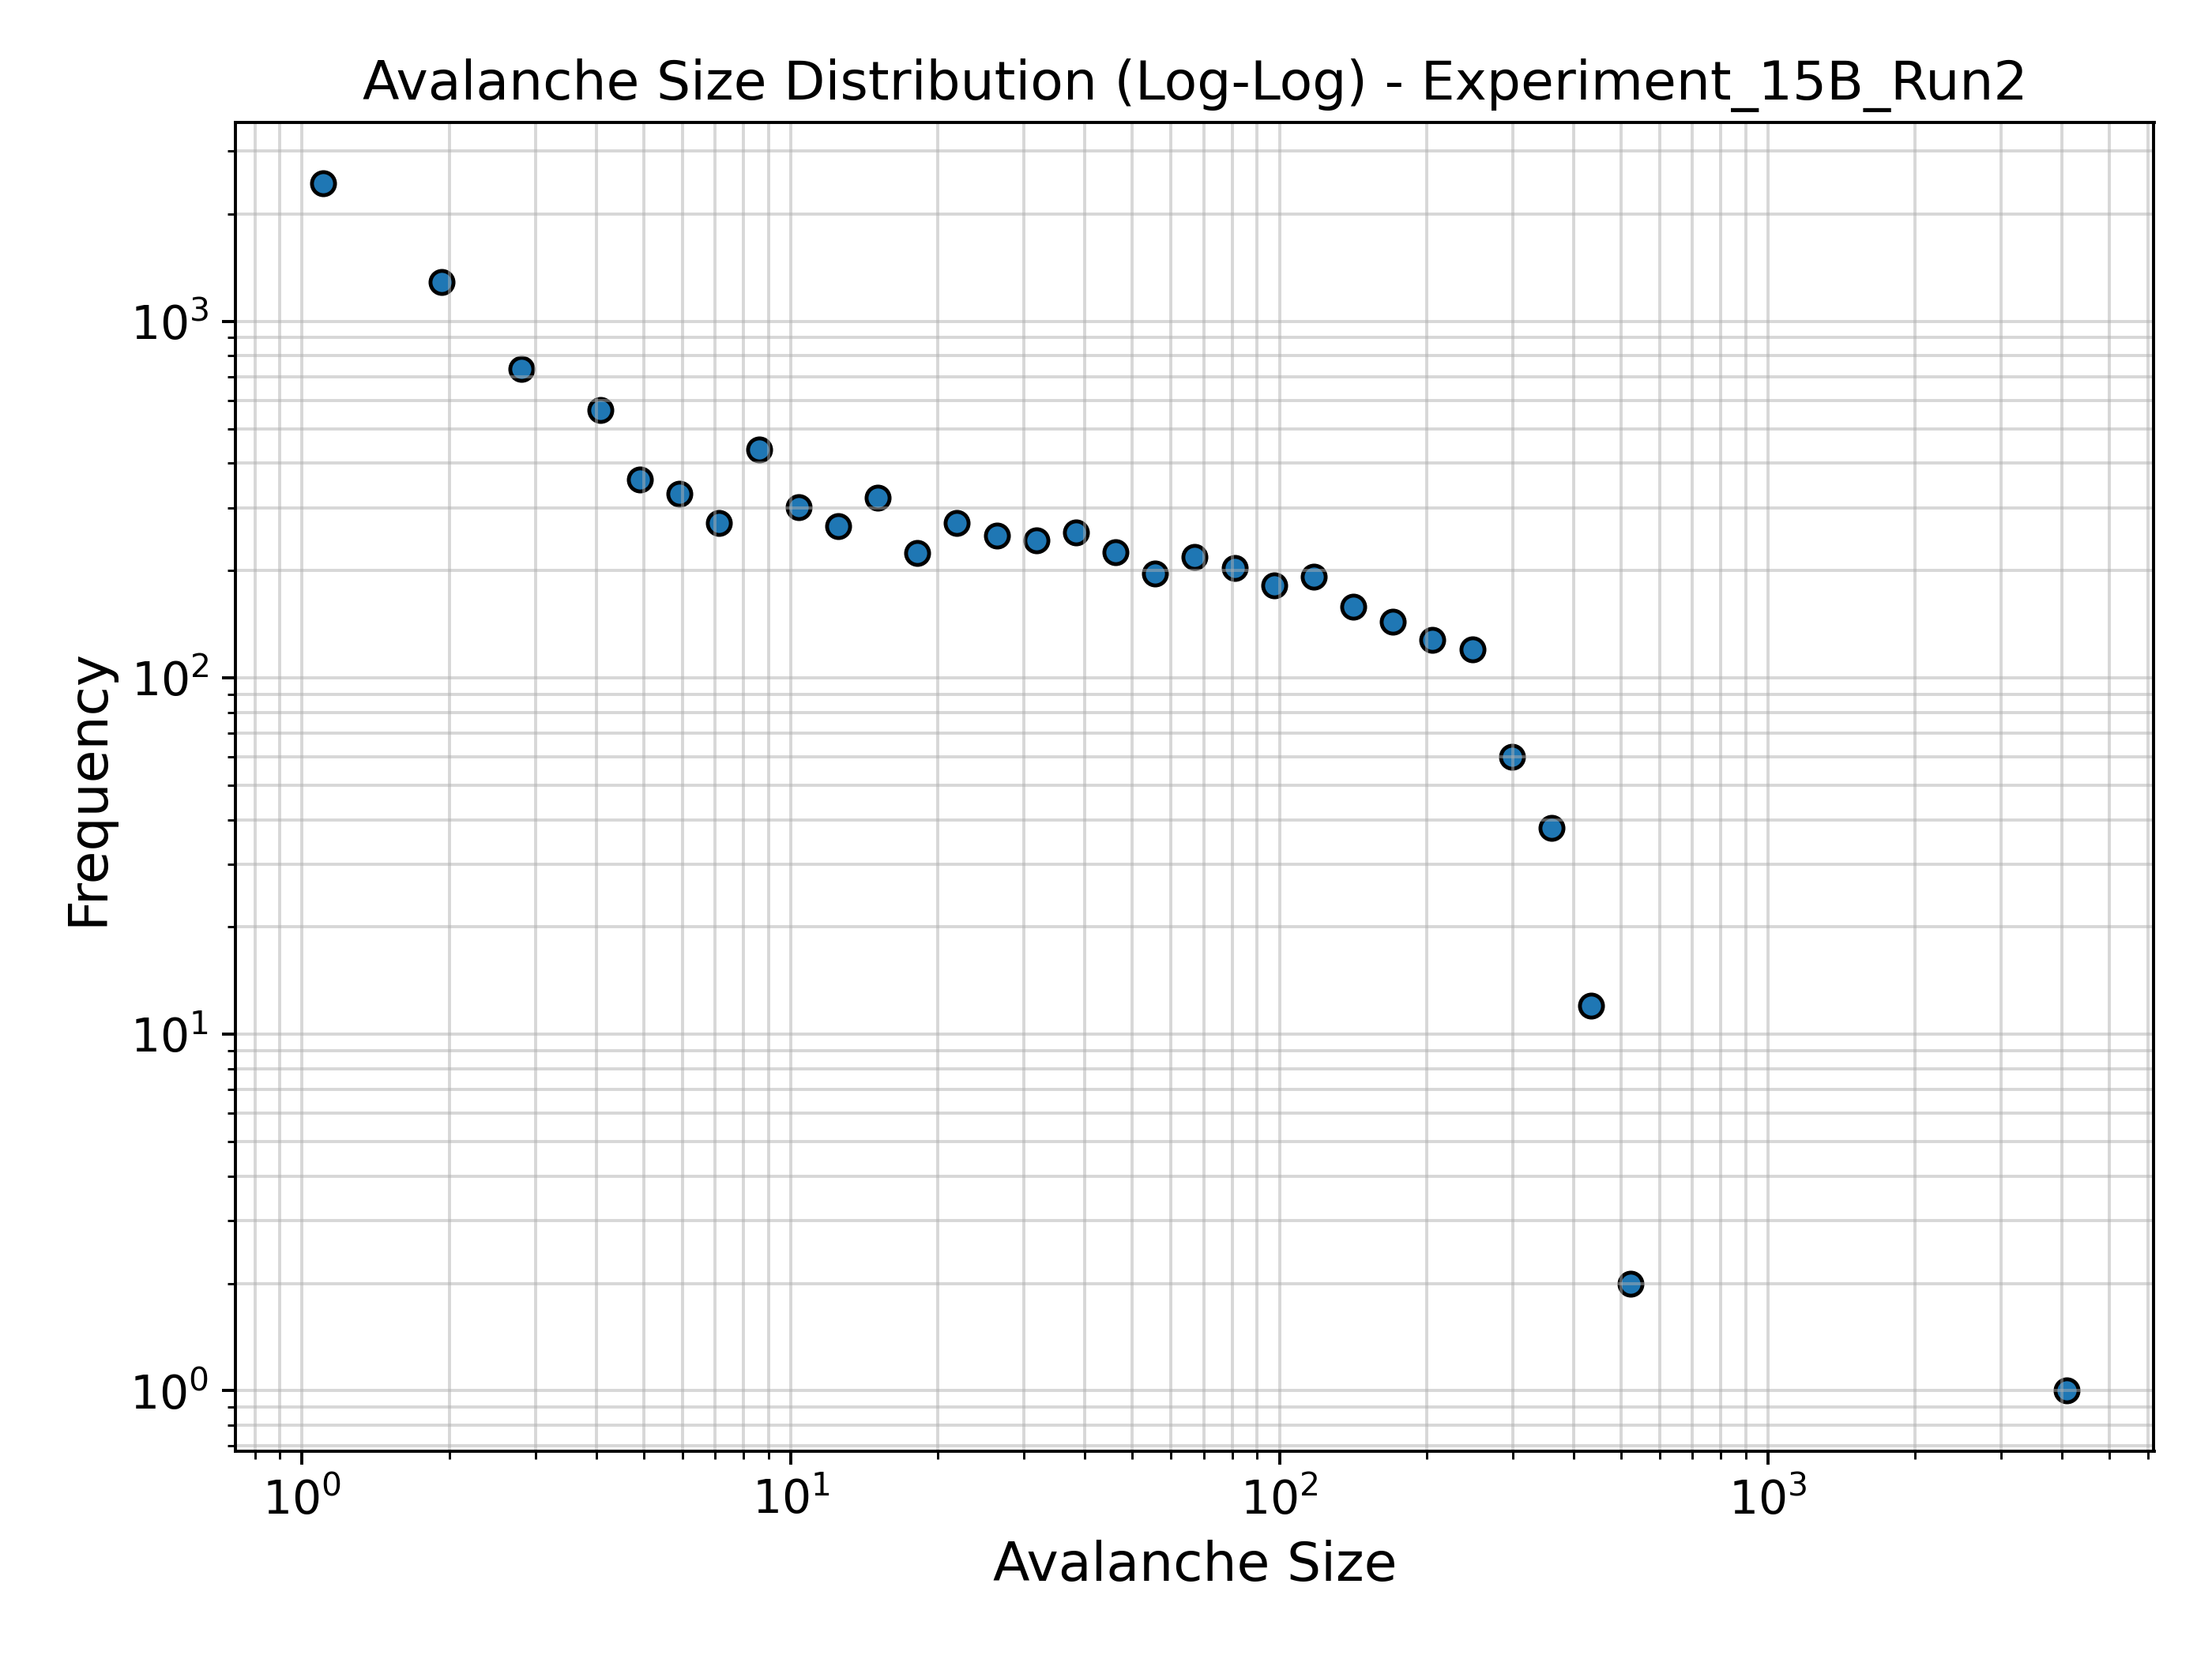 Avalanche Size Distribution (Log-Log) - Experiment_15B_Run2
Frequency
10³
10²
10¹
10⁰
10⁰ 10¹ 10² 10³
Avalanche Size